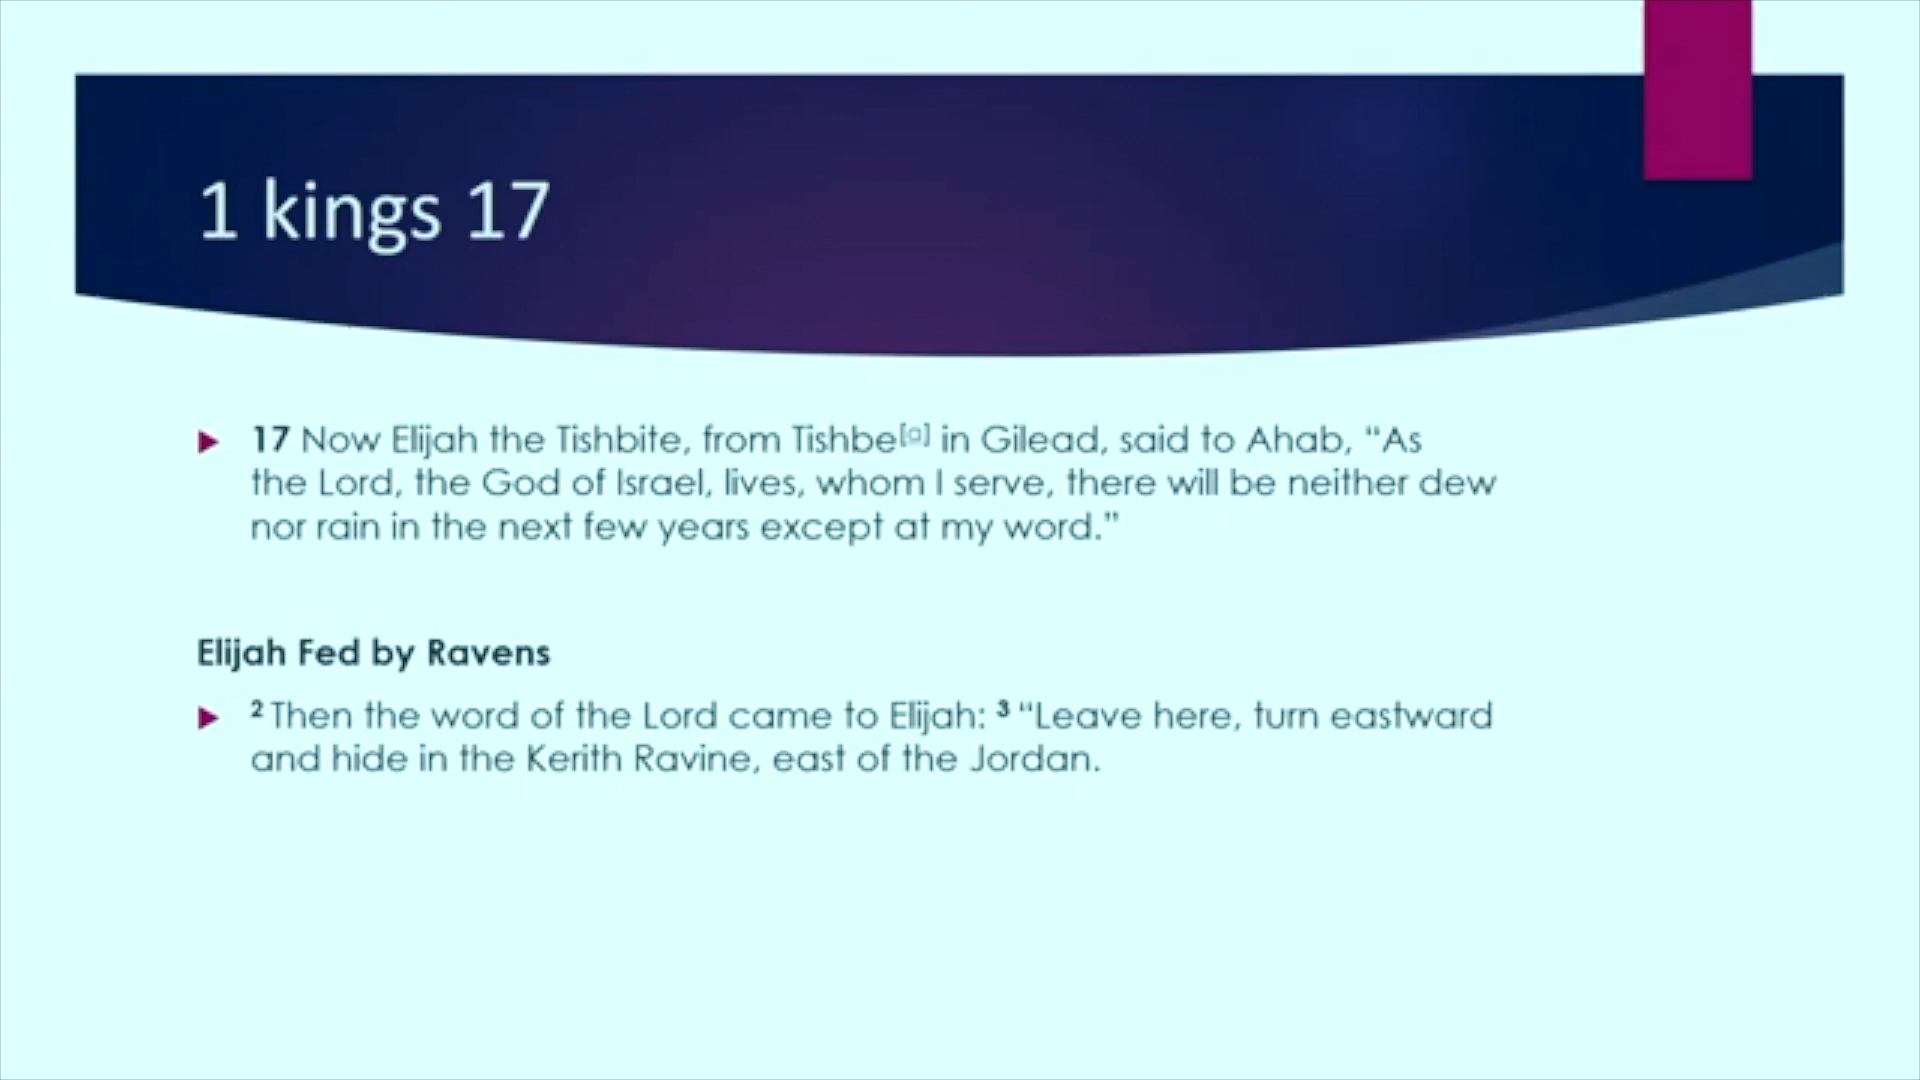 1 kings 17
17 Now Elijah the Tishbite, from Tishbe[a] in Gilead, said to Ahab, “As
the Lord, the God of Israel, lives, whom I serve, there will be neither dew
nor rain in the next few years except at my word.”
Elijah Fed by Ravens
2 Then the word of the Lord came to Elijah: 3 “Leave here, turn eastward
and hide in the Kerith Ravine, east of the Jordan.